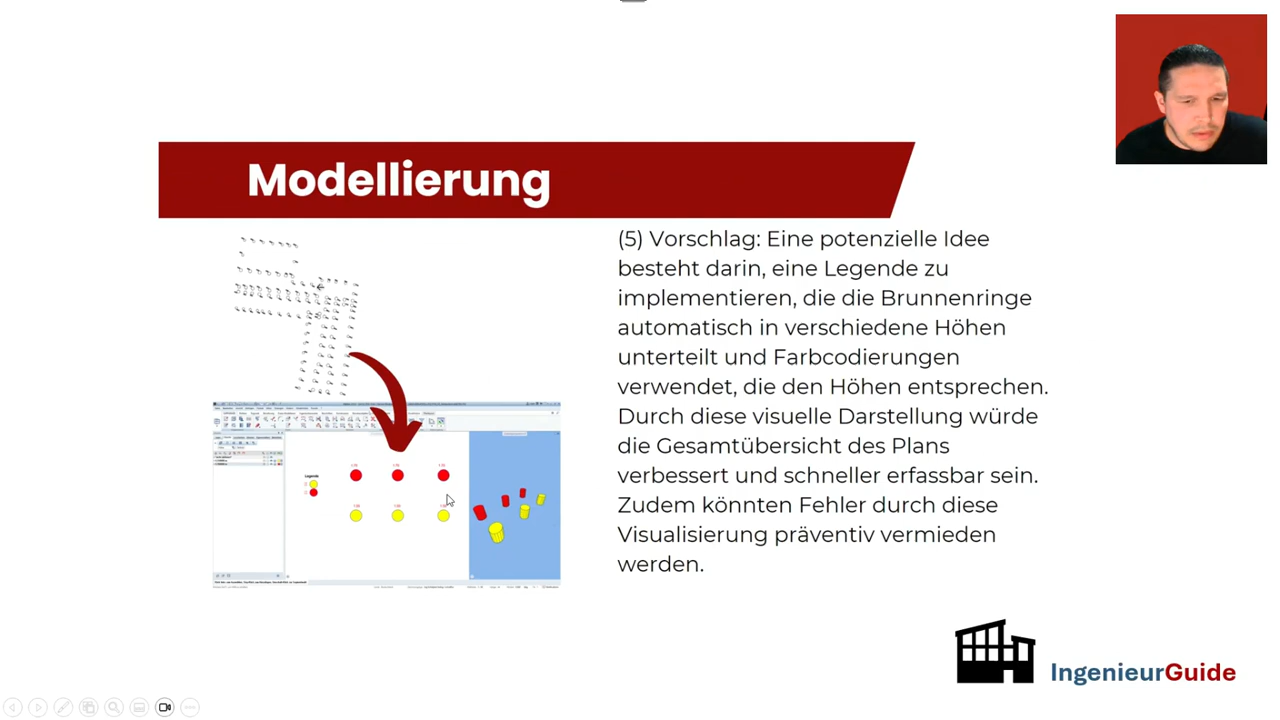 Modellierung
(5) Vorschlag: Eine potenzielle Idee
besteht darin, eine Legende zu
implementieren, die die Brunnenringe
automatisch in verschiedene Höhen
unterteilt und Farbcodierungen
verwendet, die den Höhen entsprechen.
Durch diese visuelle Darstellung würde
die Gesamtübersicht des Plans
verbessert und schneller erfassbar sein.
Zudem könnten Fehler durch diese
Visualisierung präventiv vermieden
werden.
Legende
IngenieurGuide